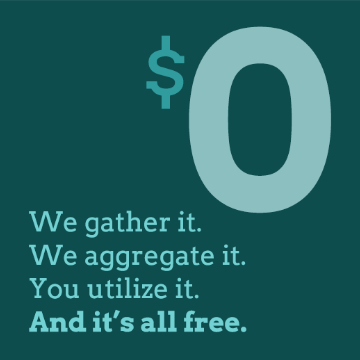 $0
We gather it.
We aggregate it.
You utilize it.
And it’s all free.